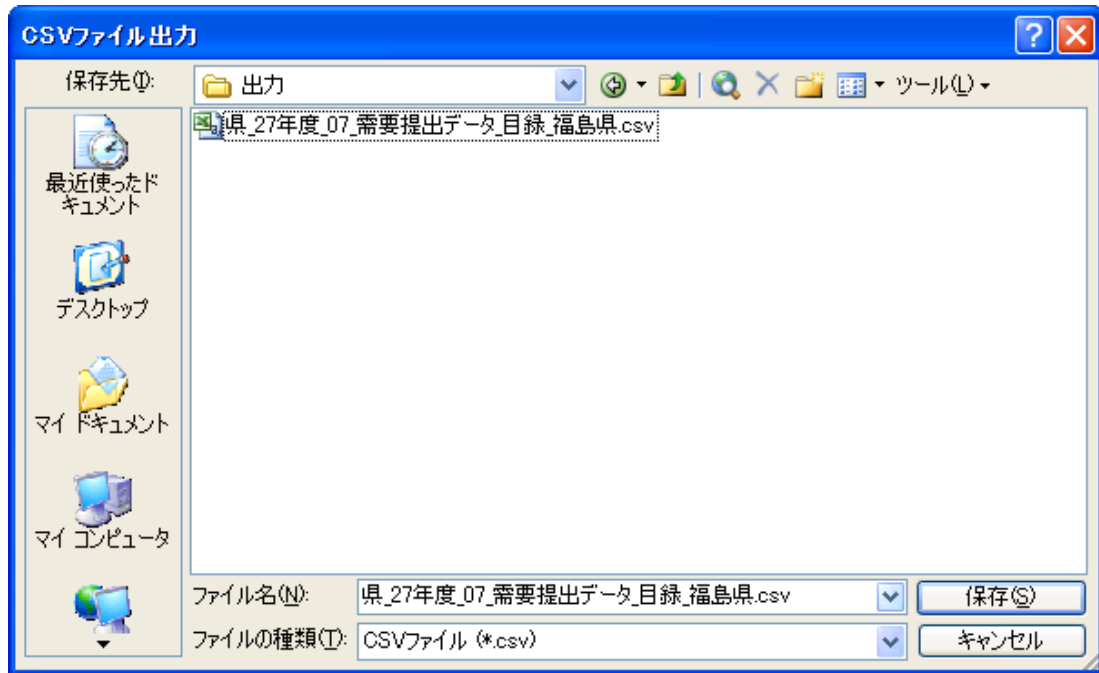 CSVファイル出力
保存先(I):
出力
ツール(L)
県_27年度_07_需要提出データ_目録_福島県.csv
最近使ったド
キュメント
デスクトップ
マイ ドキュメント
マイ コンピュータ
ファイル名(N):
県_27年度_07_需要提出データ_目録_福島県.csv
保存(S)
ファイルの種類(T):
CSVファイル (*.csv)
キャンセル